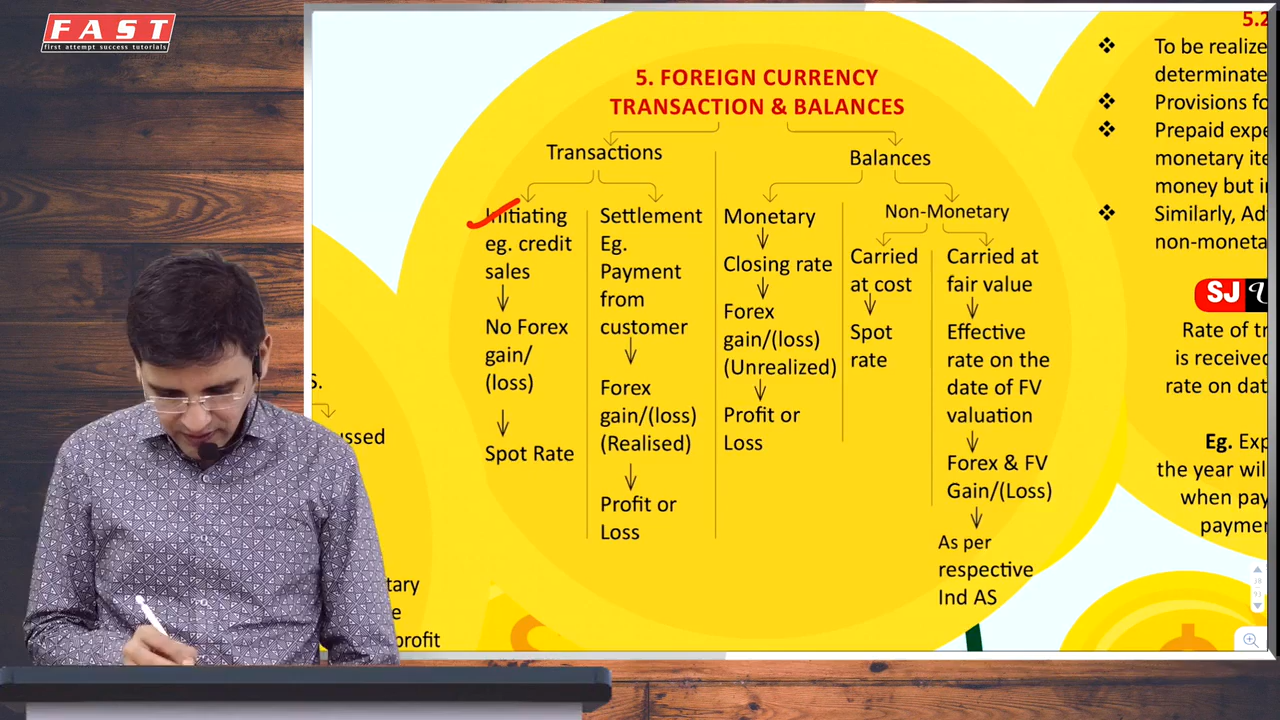 FAST
first attempt success tutorials
5. FOREIGN CURRENCY
TRANSACTION & BALANCES
Transactions
Balances
Initiating
eg. credit
sales
No Forex
gain/
(loss)
Spot Rate
Settlement
Eg.
Payment
from
customer
Forex
gain/(loss)
(Realised)
Profit or
Loss
Monetary
Closing rate
Forex
gain/(loss)
(Unrealized)
Profit or
Loss
Non-Monetary
Carried
at cost
Spot
rate
Carried at
fair value
Effective
rate on the
date of FV
valuation
Forex & FV
Gain/(Loss)
As per
respective
Ind AS
S.
ussed
tary
e
profit
5.2
To be realize
determinate
Provisions fo
Prepaid expe
monetary ite
money but i
Similarly, Ad
non-moneta
SJ
Rate of tr
is received
rate on dat
Eg. Exp
the year wil
when pay
paymer